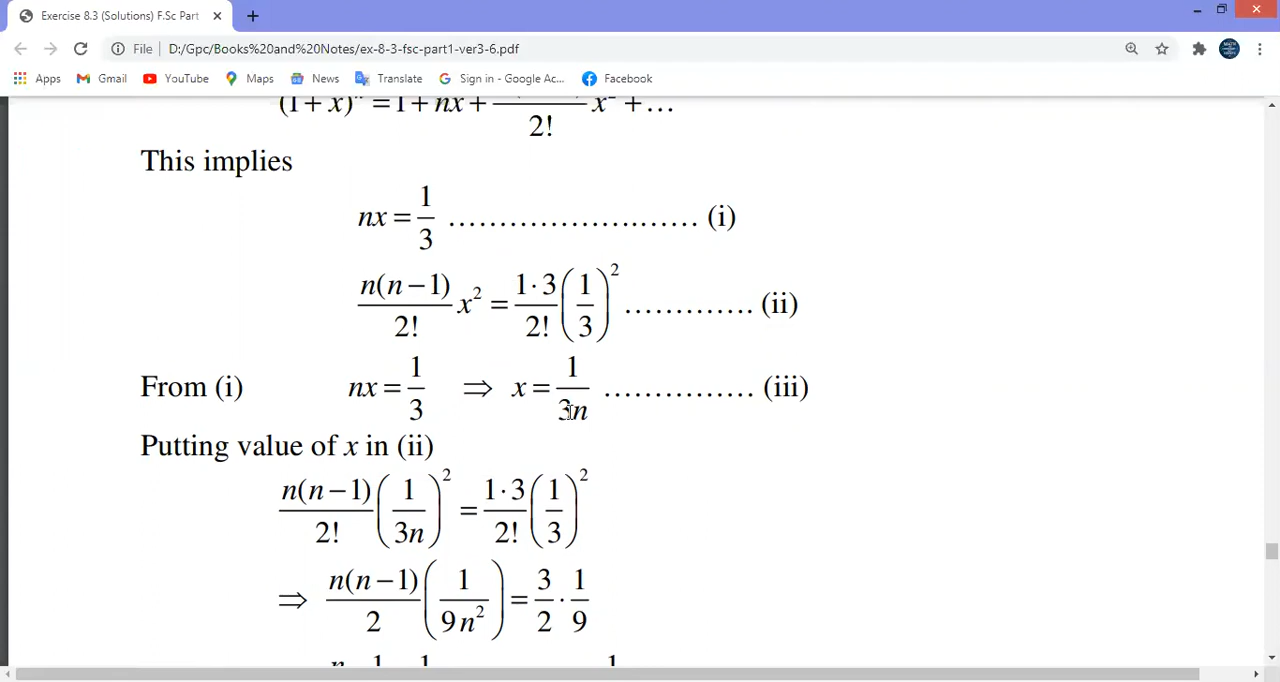 Exercise 8.3 (Solutions) F.Sc Part
File | D:/Gpc/Books%20and%20Notes/ex-8-3-fsc-part1-ver3-6.pdf
Apps Gmail YouTube Maps News Translate Sign in - Google Ac... Facebook
(1 + x) = 1 + nx + —— x² + ...
2!
This implies
nx = 1/3 ........................ (i)
n(n−1)/2! x² = 1·3/2! (1/3)² ............. (ii)
From (i) nx = 1/3 ⇒ x = 1/3n ............... (iii)
Putting value of x in (ii)
n(n−1)/2! (1/3n)² = 1·3/2! (1/3)²
⇒ n(n−1)/2 (1/9n²) = 3/2 · 1/9